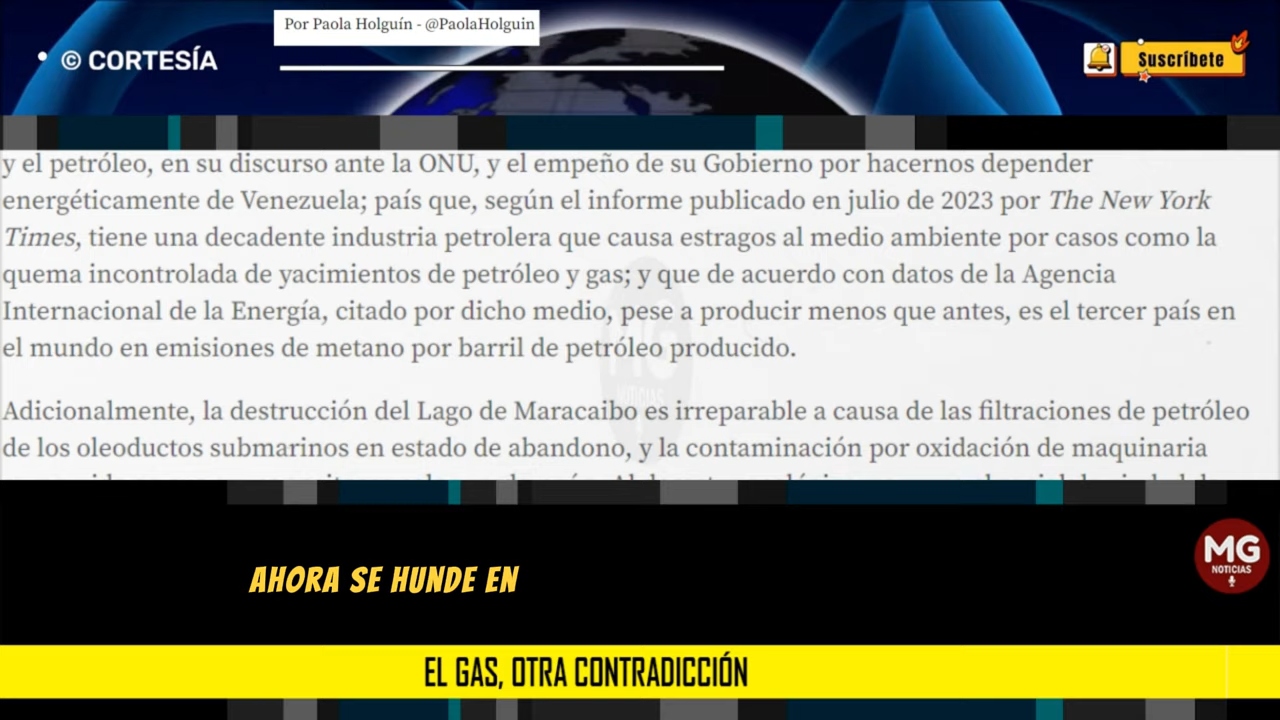 Por Paola Holguín - @PaolaHolguin
© CORTESÍA
Suscríbete
y el petróleo, en su discurso ante la ONU, y el empeño de su Gobierno por hacernos depender
energéticamente de Venezuela; país que, según el informe publicado en julio de 2023 por The New York
Times, tiene una decadente industria petrolera que causa estragos al medio ambiente por casos como la
quema incontrolada de yacimientos de petróleo y gas; y que de acuerdo con datos de la Agencia
Internacional de la Energía, citado por dicho medio, pese a producir menos que antes, es el tercer país en
el mundo en emisiones de metano por barril de petróleo producido.
Adicionalmente, la destrucción del Lago de Maracaibo es irreparable a causa de las filtraciones de petróleo
de los oleoductos submarinos en estado de abandono, y la contaminación por oxidación de maquinaria
MG
NOTICIAS
AHORA SE HUNDE EN
MG
NOTICIAS
EL GAS, OTRA CONTRADICCIÓN